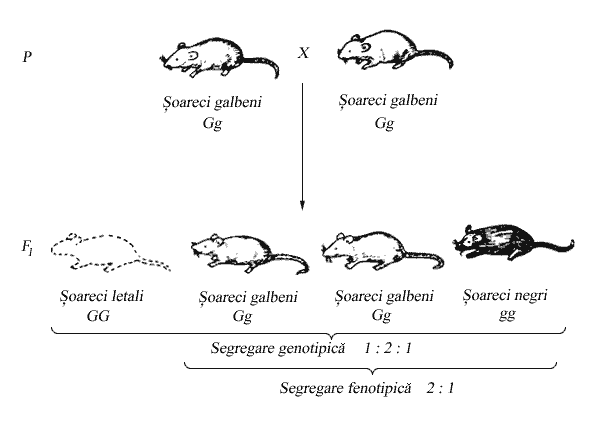 P
X
Șoareci galbeni
Gg
Șoareci galbeni
Gg
F1
Șoareci letali
GG
Șoareci galbeni
Gg
Șoareci galbeni
Gg
Șoareci negri
gg
Segregare genotipică 1 : 2 : 1
Segregare fenotipică 2 : 1